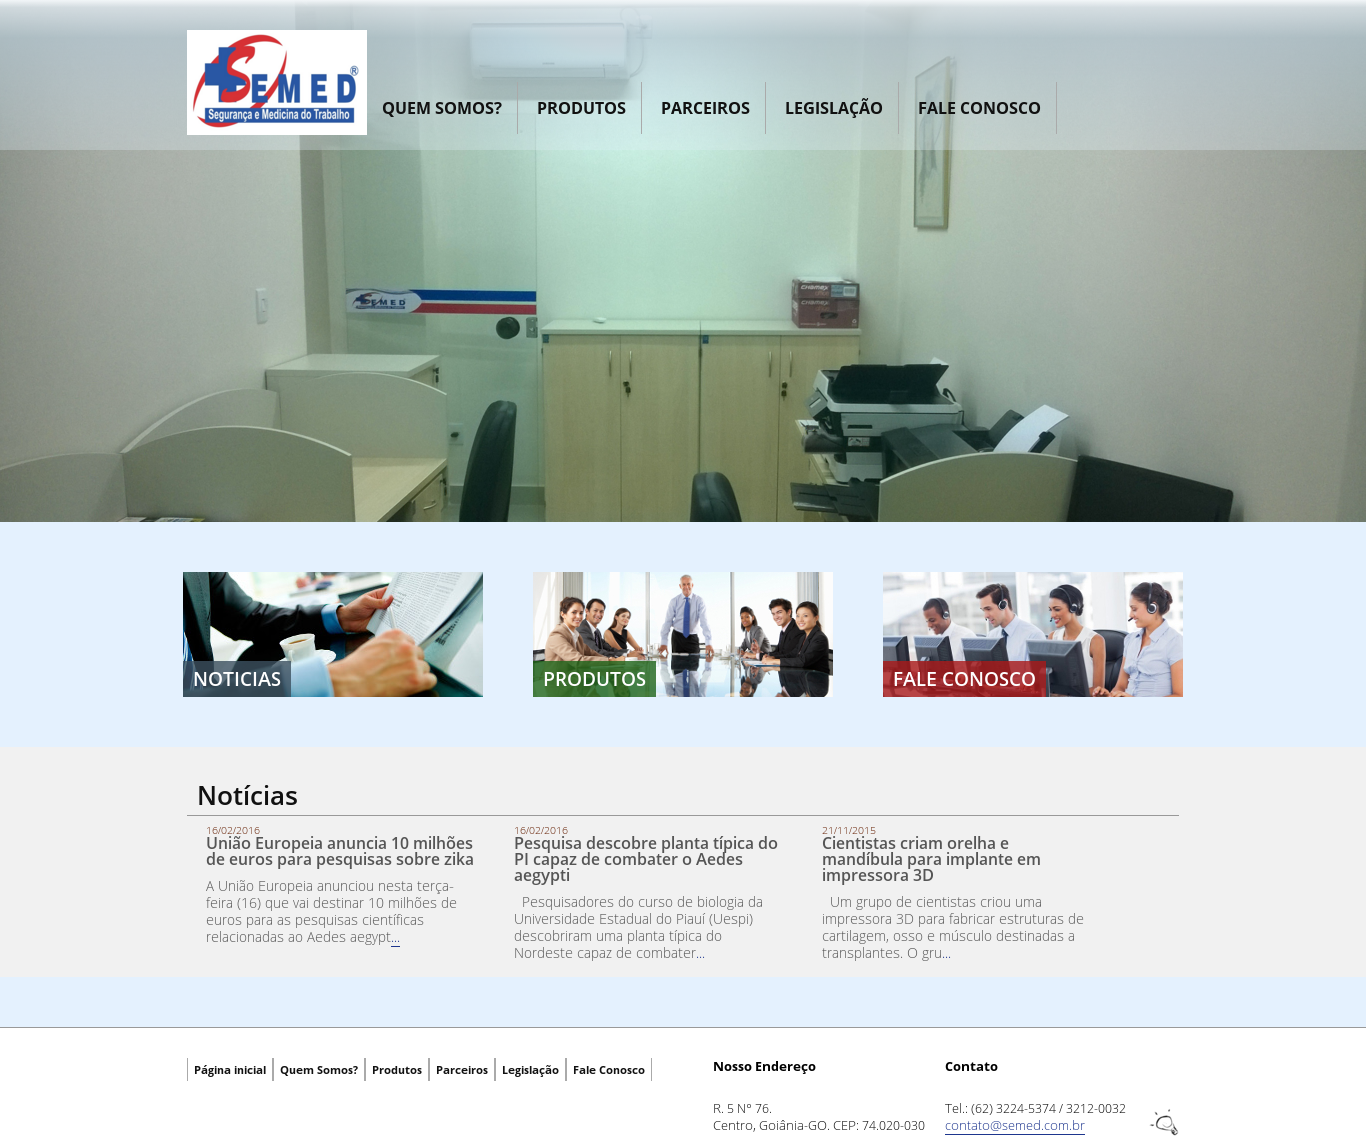 SEMED®
Segurança e Medicina do Trabalho
QUEM SOMOS?
PRODUTOS
PARCEIROS
LEGISLAÇÃO
FALE CONOSCO
SEMED
CHAMEX
CHAMEX
NOTICIAS
PRODUTOS
FALE CONOSCO
Notícias
16/02/2016
União Europeia anuncia 10 milhões
de euros para pesquisas sobre zika
A União Europeia anunciou nesta terça-
feira (16) que vai destinar 10 milhões de
euros para as pesquisas científicas
relacionadas ao Aedes aegypt...
16/02/2016
Pesquisa descobre planta típica do
PI capaz de combater o Aedes
aegypti
Pesquisadores do curso de biologia da
Universidade Estadual do Piauí (Uespi)
descobriram uma planta típica do
Nordeste capaz de combater...
21/11/2015
Cientistas criam orelha e
mandíbula para implante em
impressora 3D
Um grupo de cientistas criou uma
impressora 3D para fabricar estruturas de
cartilagem, osso e músculo destinadas a
transplantes. O gru...
Página inicial
Quem Somos?
Produtos
Parceiros
Legislação
Fale Conosco
Nosso Endereço
R. 5 N° 76.
Centro, Goiânia-GO. CEP: 74.020-030
Contato
Tel.: (62) 3224-5374 / 3212-0032
contato@semed.com.br